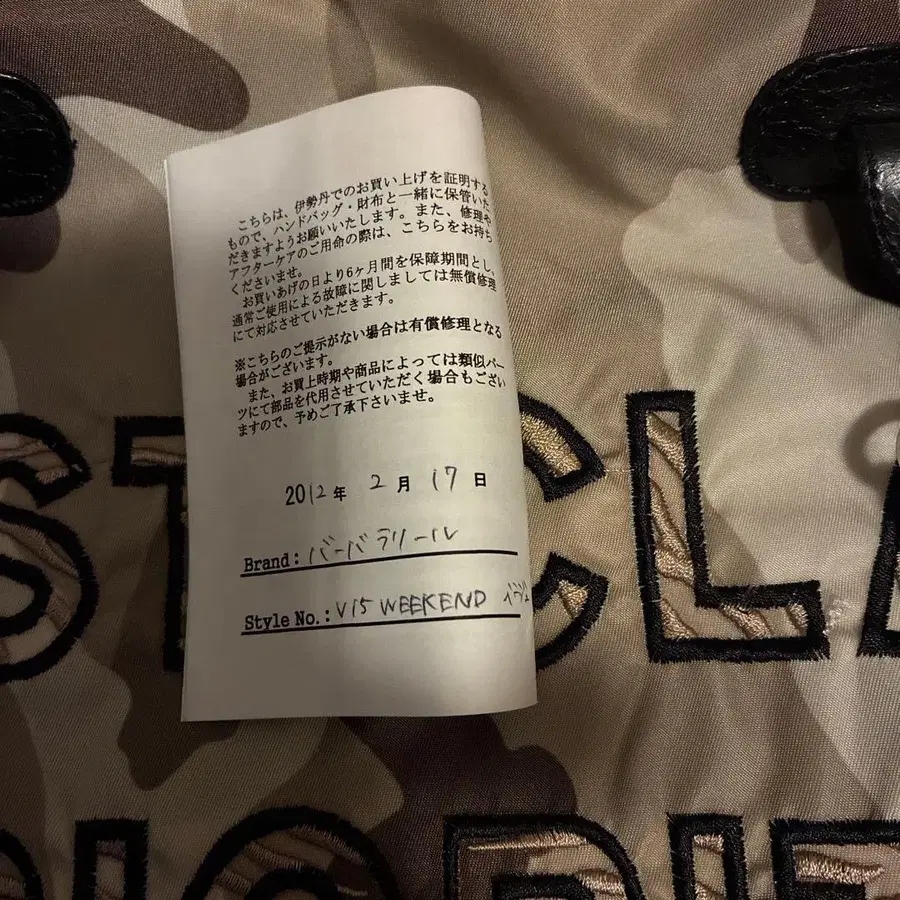 こちらは、伊勢丹でのお買い上げを証明する
もので、ハンドバッグ・財布と一緒に保管いた
だきますようお願いいたします。また、修理や
アフターケアのご用命の際は、こちらをお持ち
くださいませ。
お買いあげの日より6ヶ月間を保障期間とし、
通常ご使用による故障に関しましては無償修理
にて対応させていただきます。
※こちらのご提示がない場合は有償修理となる
場合がございます。
また、お買上時期や商品によっては類似パー
ツにて部品を代用させていただく場合もござい
ますので、予めご了承下さいませ。
2012年 2月 17日
Brand: バーバラリール
Style No.: V15 WEEKEND
ST CL